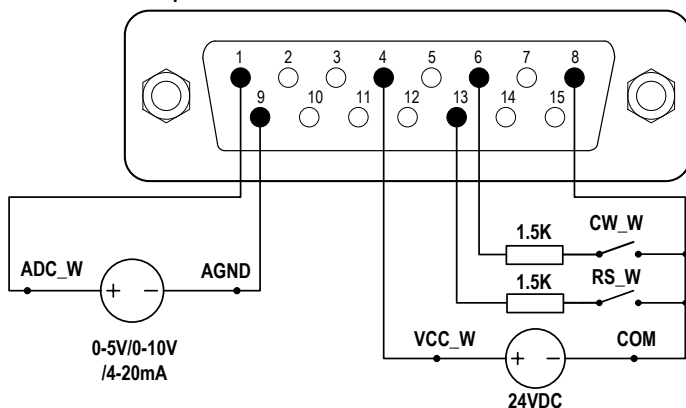 1 2 3 4 5 6 7 8
9 10 11 12 13 14 15
1.5K CW_W
ADC_W AGND
1.5K RS_W
0-5V/0-10V
/4-20mA
VCC_W COM
24VDC